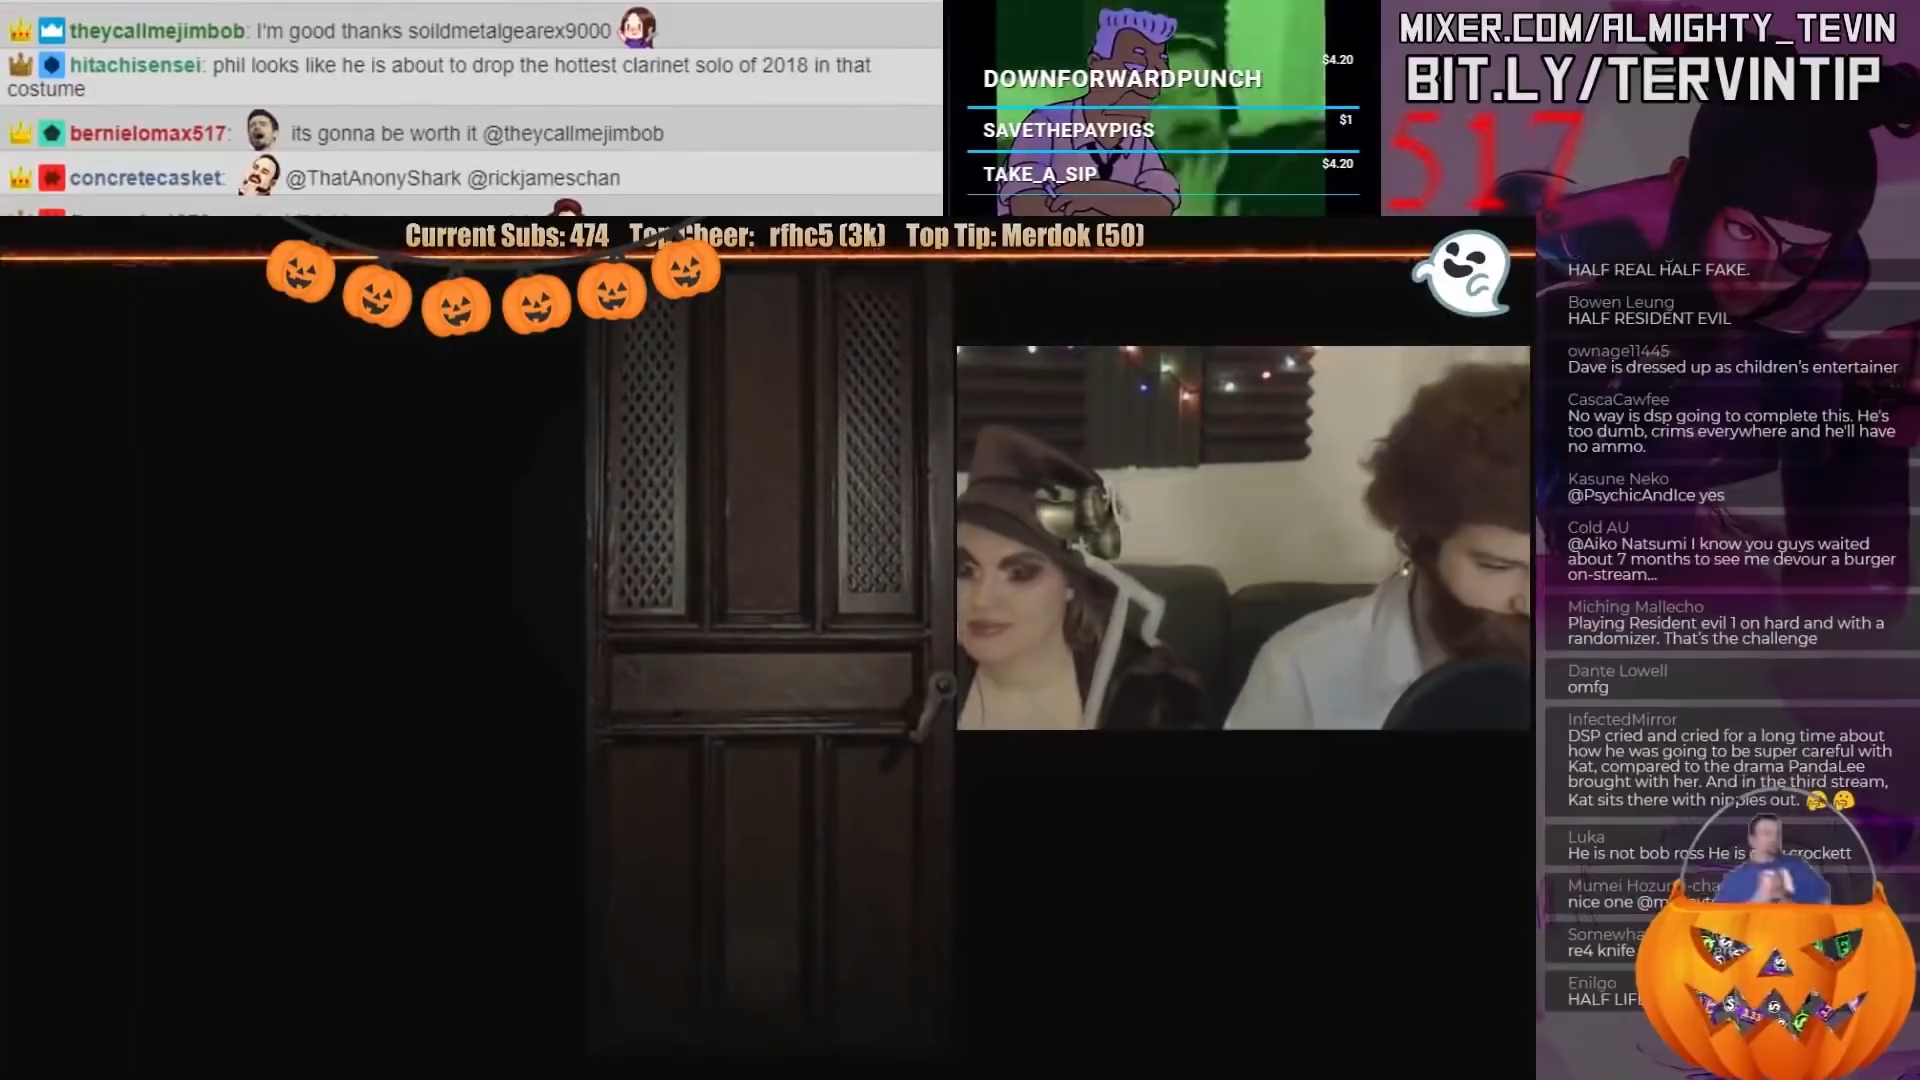 theycallmejimbob: I'm good thanks soildmetalgearex9000
hitachisensei: phil looks like he is about to drop the hottest clarinet solo of 2018 in that
costume
bernielomax517: its gonna be worth it @theycallmejimbob
concretecasket: @ThatAnonyShark @rickjameschan
$4.20
DOWNFORWARDPUNCH
$1
SAVETHEPAYPIGS
$4.20
TAKE_A_SIP
MIXER.COM/ALMIGHTY_TEVIN
BIT.LY/TERVINTIP
517
Current Subs: 474 Top Cheer: rfhc5 (3k) Top Tip: Merdok (50)
HALF REAL HALF FAKE.
Bowen Leung
HALF RESIDENT EVIL
ownage11445
Dave is dressed up as children's entertainer
CascaCawfee
No way is dsp going to complete this. He's
too dumb, crims everywhere and he'll have
no ammo.
Kasune Neko
@PsychicAndIce yes
Cold AU
@Aiko Natsumi I know you guys waited
about 7 months to see me devour a burger
on-stream...
Miching Mallecho
Playing Resident evil 1 on hard and with a
randomizer. That's the challenge
Dante Lowell
omfg
InfectedMirror
DSP cried and cried for a long time about
how he was going to be super careful with
Kat, compared to the drama PandaLee
brought with her. And in the third stream,
Kat sits there with nipples out.
Luka
He is not bob ross He is crockett
Mumei
nice one
re4 knife
Enilgo
HALF